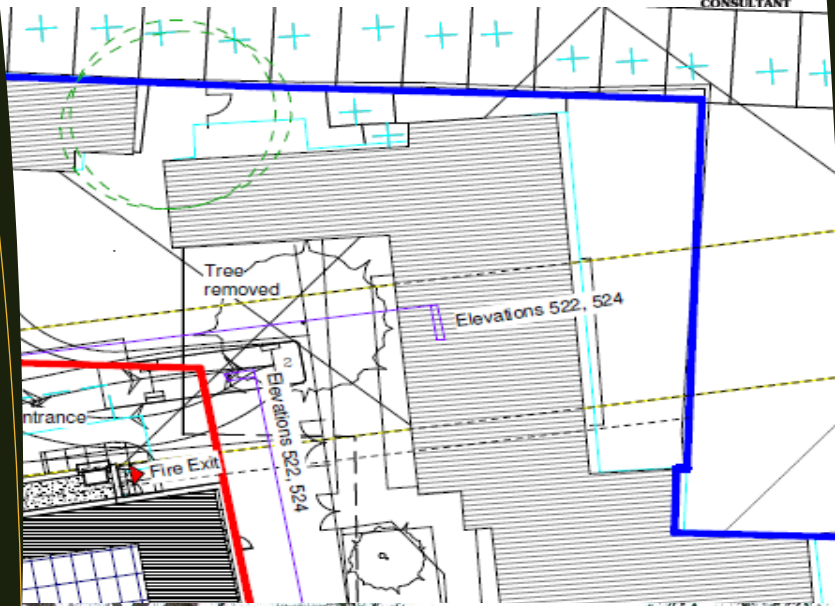 CONSULTANT
Tree
removed
Elevations 522, 524
ntrance
Fire Exit
Elevations 522, 524